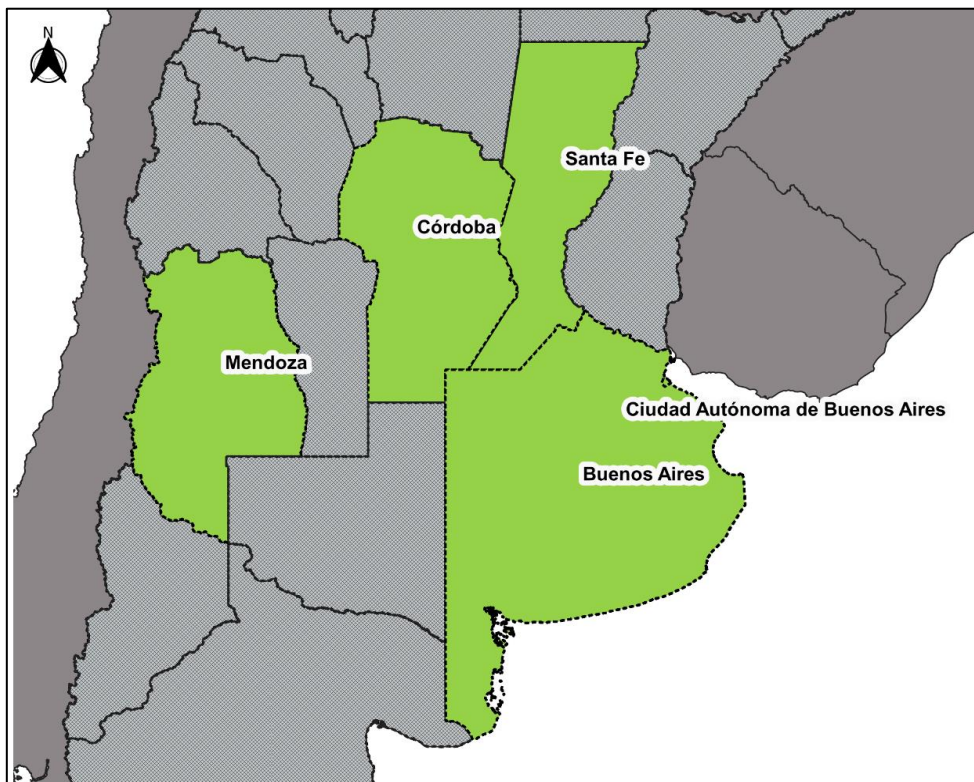 N
Santa Fe
Córdoba
Mendoza
Ciudad Autónoma de Buenos Aires
Buenos Aires